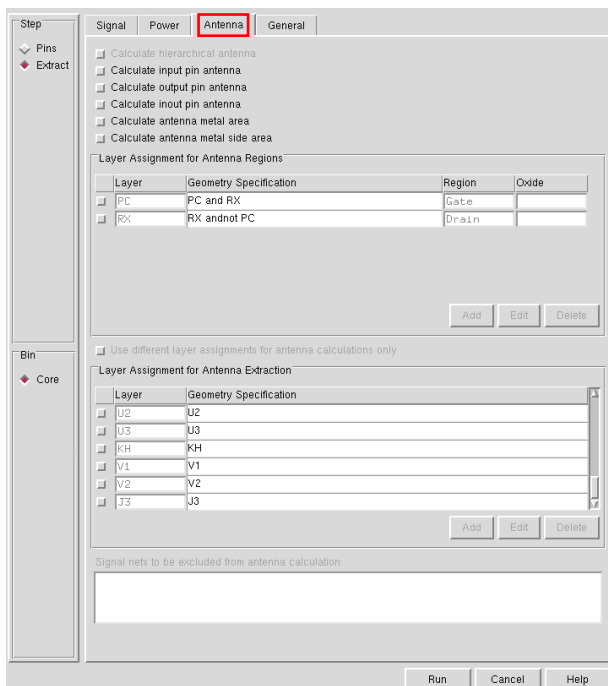 Step
Pins
Extract
Signal Power Antenna General
Calculate hierarchical antenna
Calculate input pin antenna
Calculate output pin antenna
Calculate inout pin antenna
Calculate antenna metal area
Calculate antenna metal side area
Layer Assignment for Antenna Regions
Layer Geometry Specification Region Oxide
PC PC and RX Gate
RX RX andnot PC Drain
Add Edit Delete
Use different layer assignments for antenna calculations only
Bin
Core
Layer Assignment for Antenna Extraction
Layer Geometry Specification
U2 U2
U3 U3
KH KH
V1 V1
V2 V2
J3 J3
Add Edit Delete
Signal nets to be excluded from antenna calculation:
Run Cancel Help